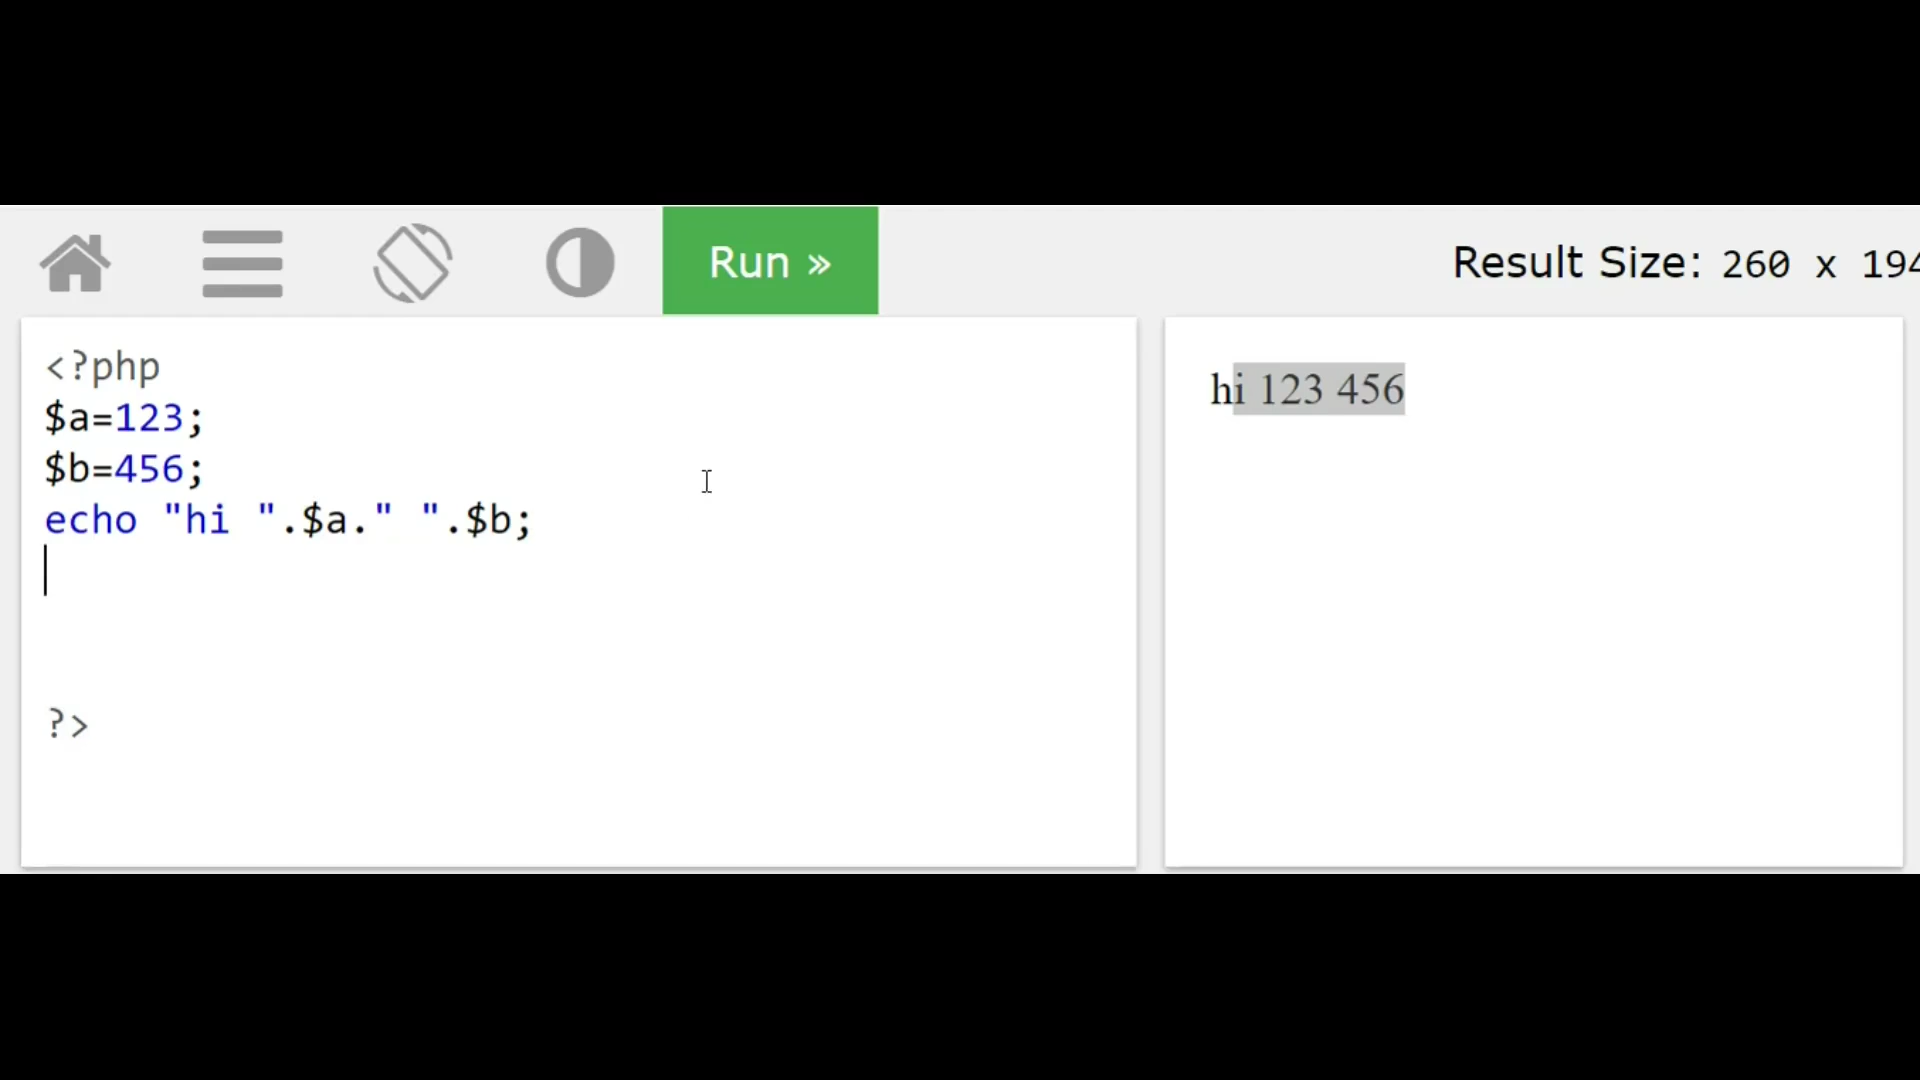 Run »
Result Size: 260 x 194
<?php
$a=123;
$b=456;
echo "hi ".$a." ".$b;
?>
hi 123 456